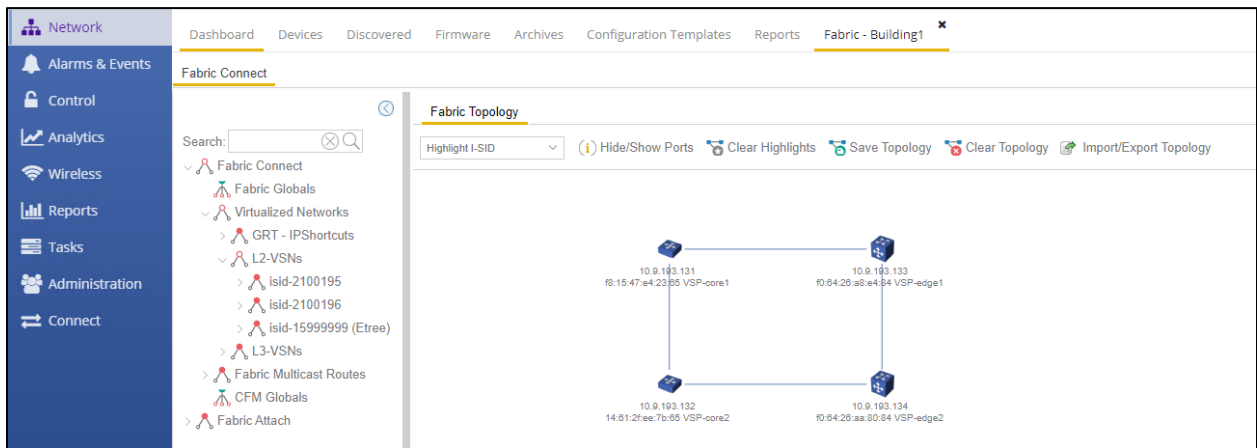 Network
Alarms & Events
Control
Analytics
Wireless
Reports
Tasks
Administration
Connect
Dashboard Devices Discovered Firmware Archives Configuration Templates Reports Fabric - Building1
Fabric Connect
Search:
Fabric Connect
Fabric Globals
Virtualized Networks
GRT - IPShortcuts
L2-VSNs
isid-2100195
isid-2100196
isid-15999999 (Etree)
L3-VSNs
Fabric Multicast Routes
CFM Globals
Fabric Attach
Fabric Topology
Highlight I-SID Hide/Show Ports Clear Highlights Save Topology Clear Topology Import/Export Topology
10.9.193.131
f8:15:47:e4:23:65 VSP-core1
10.9.193.133
f0:64:26:a8:e4:84 VSP-edge1
10.9.193.132
14:61:2f:ee:7b:65 VSP-core2
10.9.193.134
f0:64:26:aa:80:84 VSP-edge2